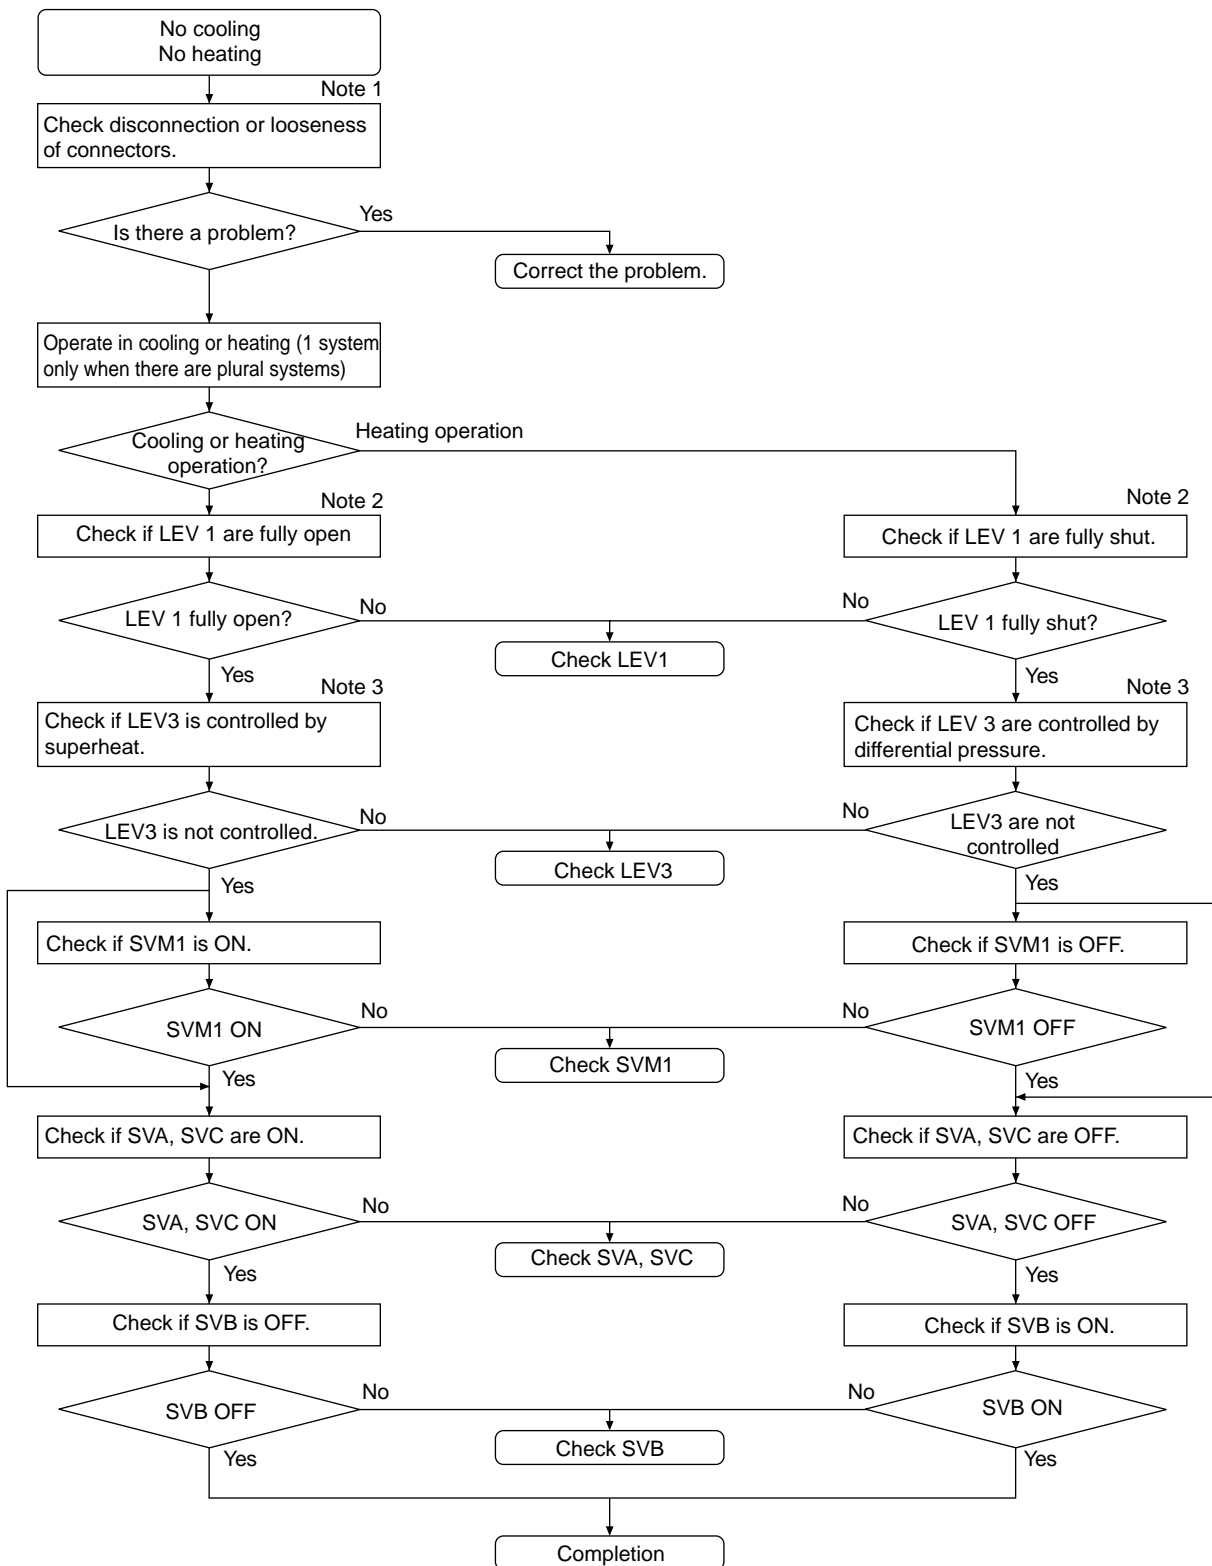 No cooling
No heating
Note 1
Check disconnection or looseness
of connectors.
Yes
Is there a problem?
Correct the problem.
Operate in cooling or heating (1 system
only when there are plural systems)
Cooling or heating
operation?
Heating operation
Note 2
Note 2
Check if LEV 1 are fully open
Check if LEV 1 are fully shut.
LEV 1 fully open?
No
No
LEV 1 fully shut?
Check LEV1
Yes
Yes
Note 3
Note 3
Check if LEV3 is controlled by
superheat.
Check if LEV 3 are controlled by
differential pressure.
LEV3 is not controlled.
No
No
LEV3 are not
controlled
Check LEV3
Yes
Yes
Check if SVM1 is ON.
Check if SVM1 is OFF.
SVM1 ON
No
No
SVM1 OFF
Check SVM1
Yes
Yes
Check if SVA, SVC are ON.
Check if SVA, SVC are OFF.
SVA, SVC ON
No
No
SVA, SVC OFF
Check SVA, SVC
Yes
Yes
Check if SVB is OFF.
Check if SVB is ON.
SVB OFF
No
No
SVB ON
Check SVB
Yes
Yes
Completion